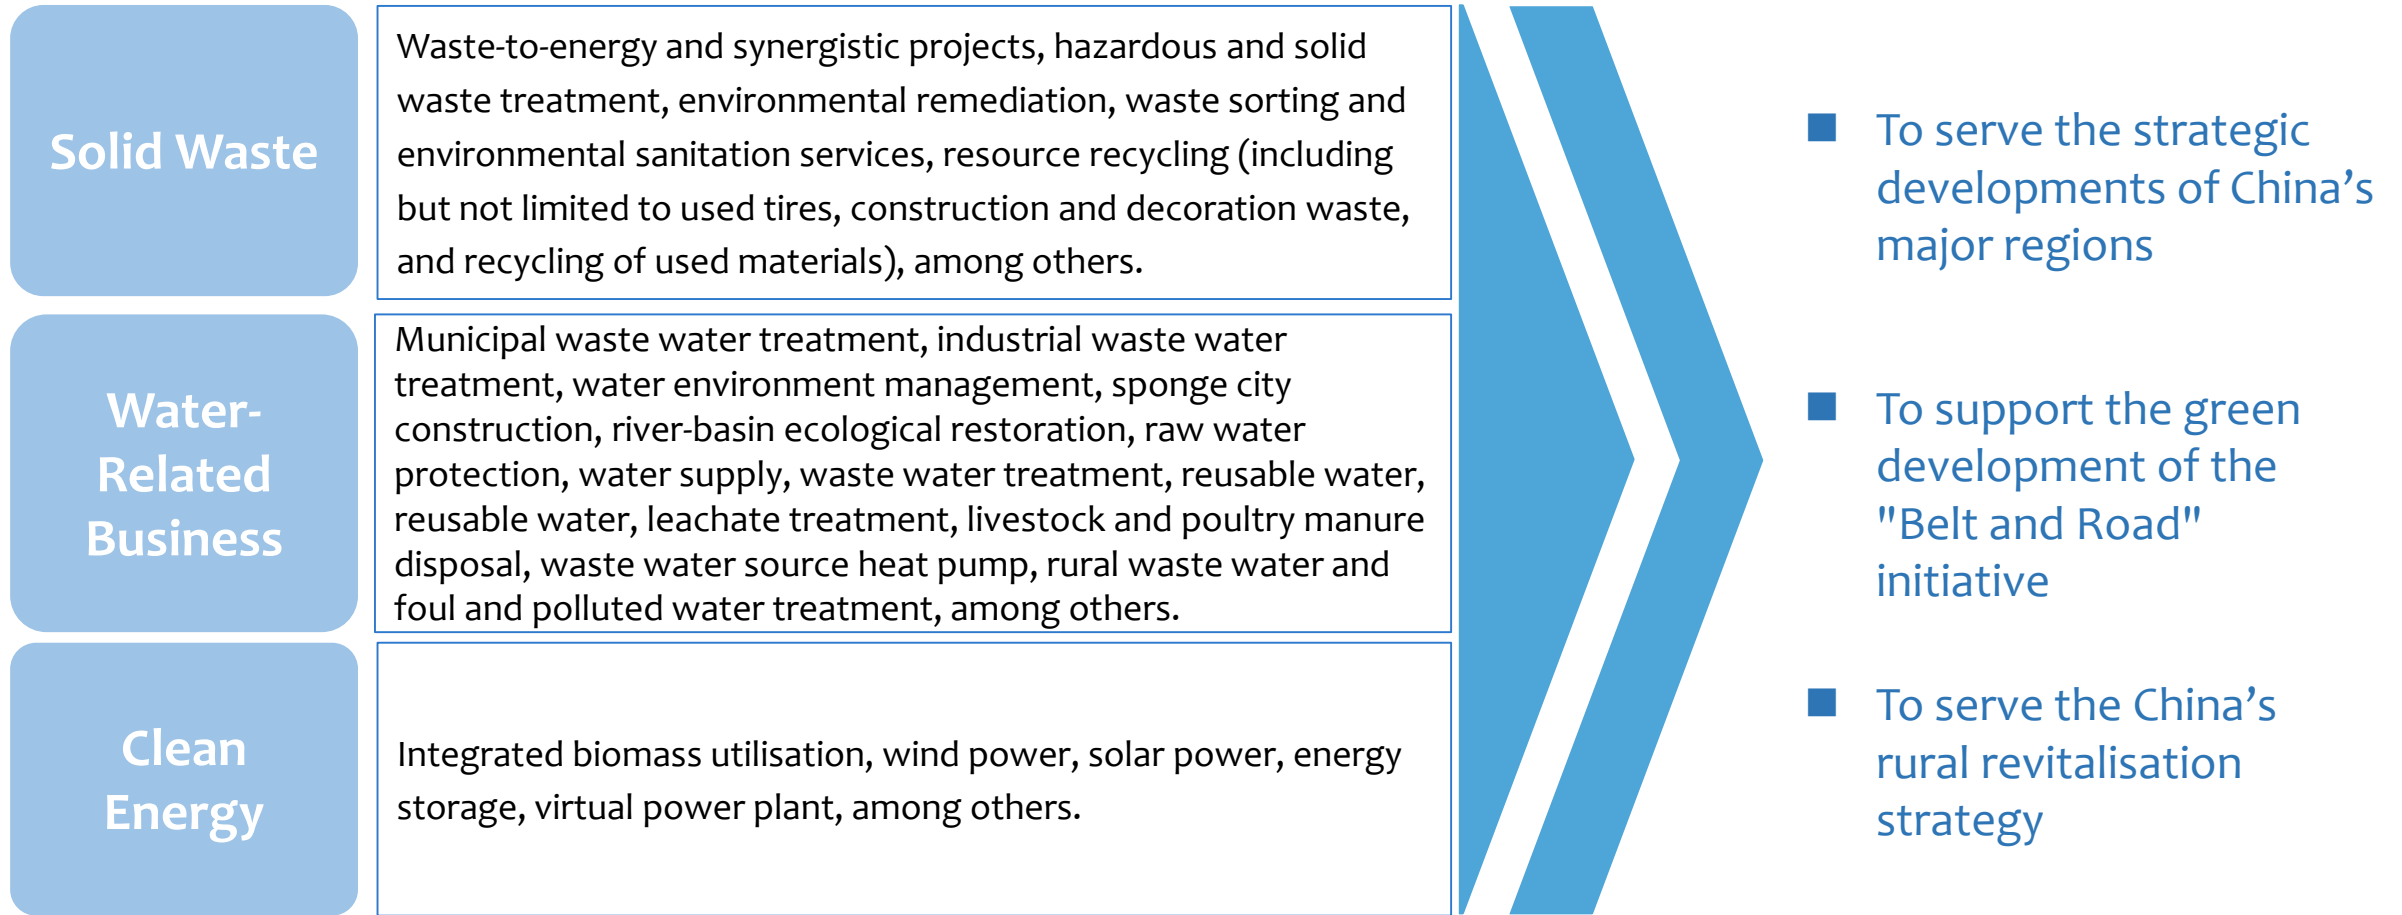 Solid Waste
Waste-to-energy and synergistic projects, hazardous and solid
waste treatment, environmental remediation, waste sorting and
environmental sanitation services, resource recycling (including
but not limited to used tires, construction and decoration waste,
and recycling of used materials), among others.
Water-
Related
Business
Municipal waste water treatment, industrial waste water
treatment, water environment management, sponge city
construction, river-basin ecological restoration, raw water
protection, water supply, waste water treatment, reusable water,
reusable water, leachate treatment, livestock and poultry manure
disposal, waste water source heat pump, rural waste water and
foul and polluted water treatment, among others.
Clean
Energy
Integrated biomass utilisation, wind power, solar power, energy
storage, virtual power plant, among others.
■ To serve the strategic
developments of China’s
major regions
■ To support the green
development of the
"Belt and Road"
initiative
■ To serve the China’s
rural revitalisation
strategy